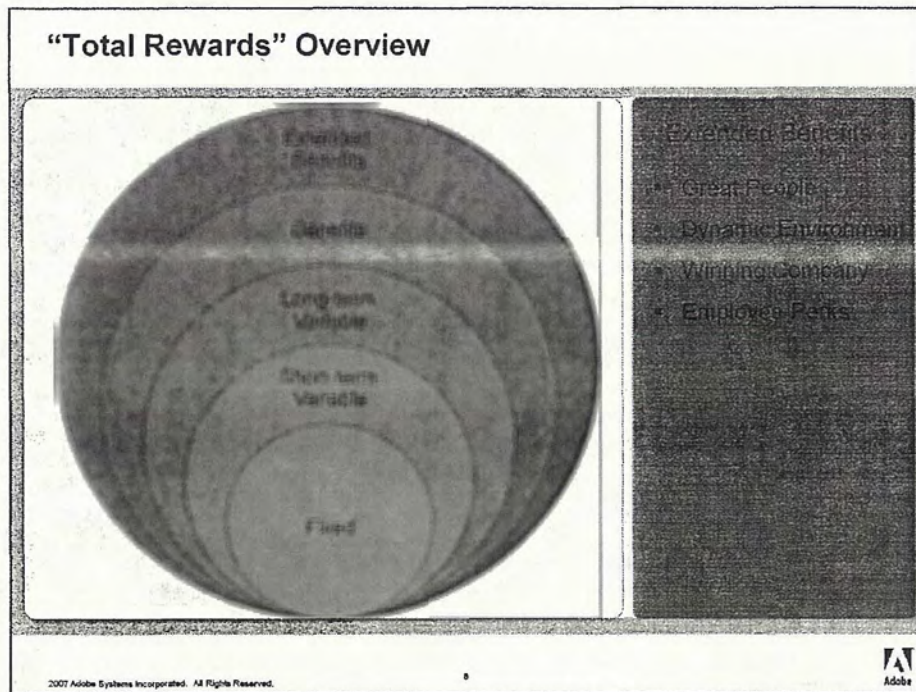 “Total Rewards” Overview
Extended
Benefits
Benefits
Long-term
Variable
Short-term
Variable
Fixed
Extended Benefits
• Great People
• Dynamic Environment
• Winning Company
• Employee Perks
2007 Adobe Systems Incorporated. All Rights Reserved.
Adobe